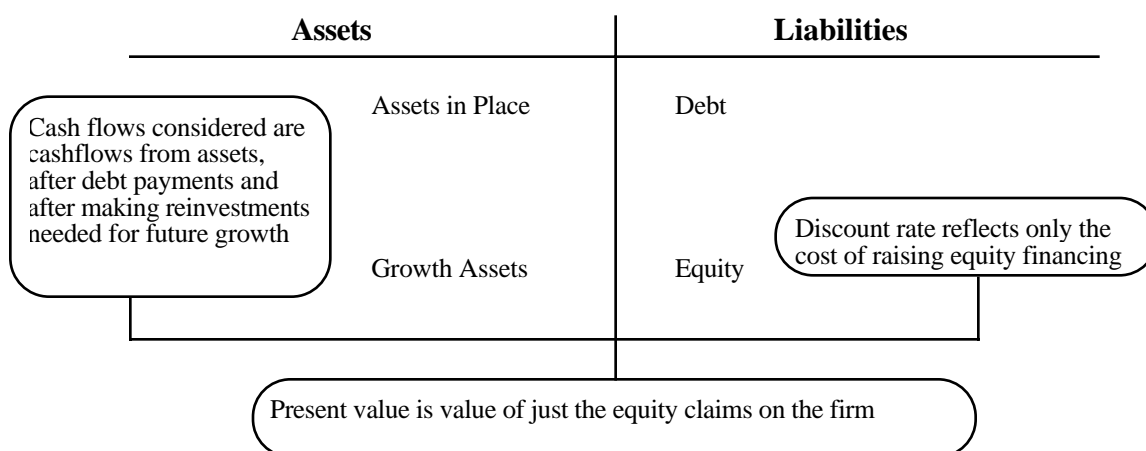 Assets
Liabilities
Assets in Place
Debt
Cash flows considered are
cashflows from assets,
after debt payments and
after making reinvestments
needed for future growth
Growth Assets
Equity
Discount rate reflects only the
cost of raising equity financing
Present value is value of just the equity claims on the firm